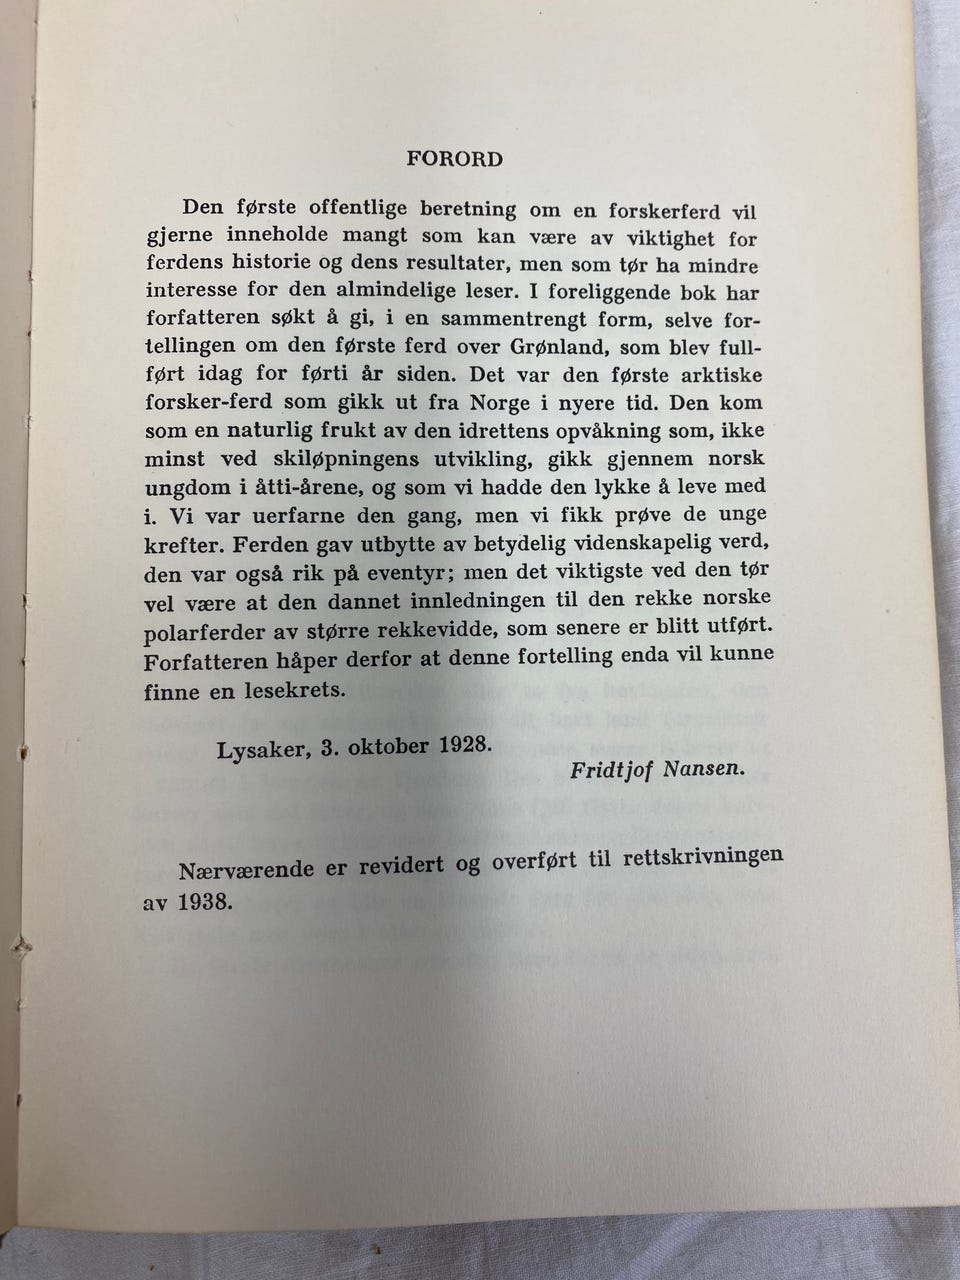 FORORD
Den første offentlige beretning om en forskerferd vil
gjerne inneholde mangt som kan være av viktighet for
ferdens historie og dens resultater, men som tør ha mindre
interesse for den almindelige leser. I foreliggende bok har
forfatteren søkt å gi, i en sammentrengt form, selve for-
tellingen om den første ferd over Grønland, som blev full-
ført idag for førti år siden. Det var den første arktiske
forsker-ferd som gikk ut fra Norge i nyere tid. Den kom
som en naturlig frukt av den idrettens opvåkning som, ikke
minst ved skiløpningens utvikling, gikk gjennem norsk
ungdom i åtti-årene, og som vi hadde den lykke å leve med
i. Vi var uerfarne den gang, men vi fikk prøve de unge
krefter. Ferden gav utbytte av betydelig videnskapelig verd,
den var også rik på eventyr; men det viktigste ved den tør
vel være at den dannet innledningen til den rekke norske
polarferder av større rekkevidde, som senere er blitt utført.
Forfatteren håper derfor at denne fortelling enda vil kunne
finne en lesekrets.
Lysaker, 3. oktober 1928.
Fridtjof Nansen.
Nærværende er revidert og overført til rettskrivningen
av 1938.